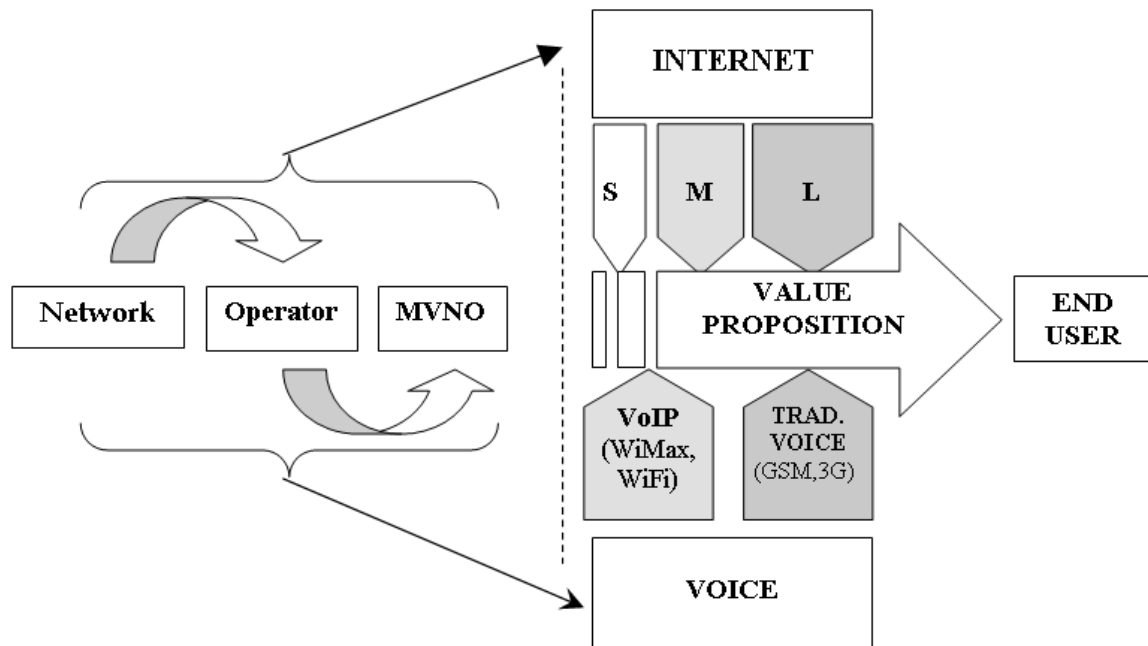 Network
Operator
MVNO
INTERNET
S
M
L
VALUE
PROPOSITION
END
USER
VoIP
(WiMax,
WiFi)
TRAD.
VOICE
(GSM,3G)
VOICE